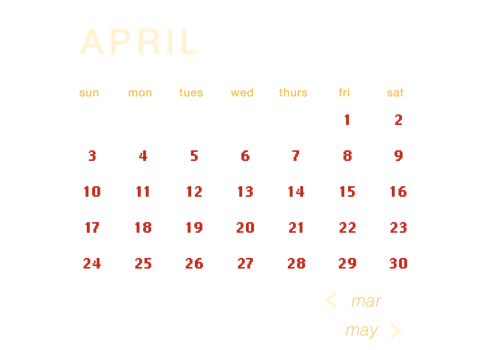 APRIL
sun mon tues wed thurs fri sat
1 2
3 4 5 6 7 8 9
10 11 12 13 14 15 16
17 18 19 20 21 22 23
24 25 26 27 28 29 30
< mar
may >